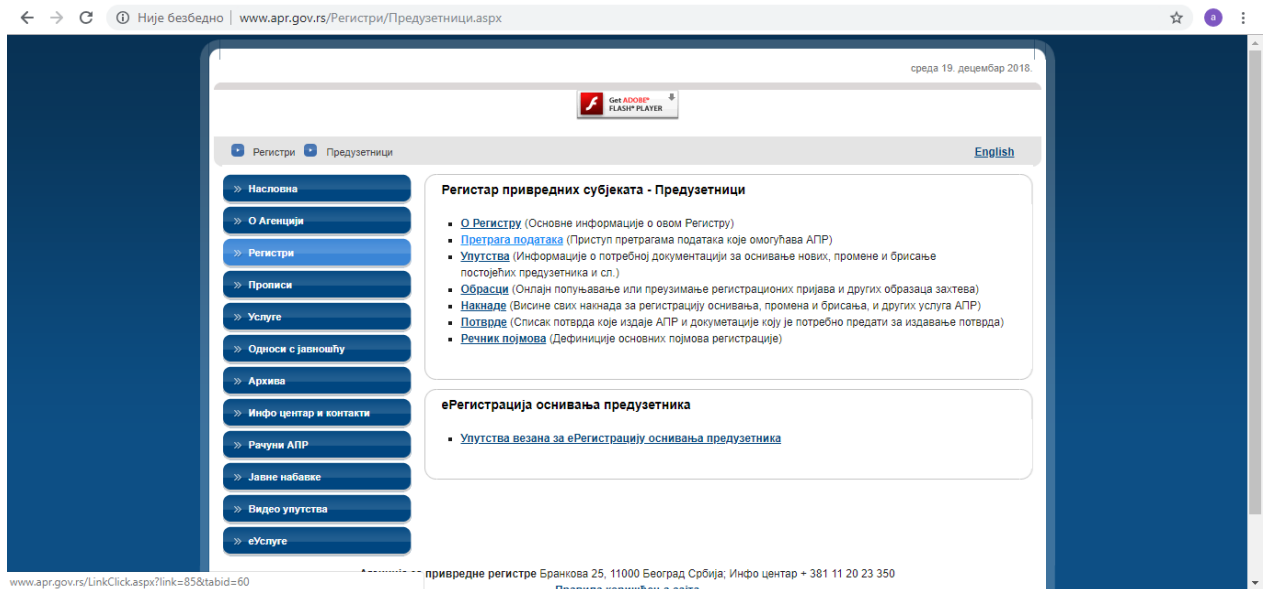 Није безбедно | www.apr.gov.rs/Регистри/Предузетници.aspx
a
среда 19. децембар 2018.
Get ADOBE®
FLASH® PLAYER
Регистри Предузетници
English
» Насловна
» О Агенцији
» Регистри
» Прописи
» Услуге
» Односи с јавношћу
» Архива
» Инфо центар и контакти
» Рачуни АПР
» Јавне набавке
» Видео упутства
» еУслуге
Регистар привредних субјеката - Предузетници
О Регистру (Основне информације о овом Регистру)
Претрага података (Приступ претрагама података које омогућава АПР)
Упутства (Информације о потребној документацији за оснивање нових, промене и брисање
постојећих предузетника и сл.)
Обрасци (Онлајн попуњавање или преузимање регистрационих пријава и других образаца захтева)
Накнаде (Висине свих накнада за регистрацију оснивања, промена и брисања, и других услуга АПР)
Потврде (Списак потврда које издаје АПР и докуметације коју је потребно предати за издавање потврда)
Речник појмова (Дефиниције основних појмова регистрације)
еРегистрација оснивања предузетника
Упутства везана за еРегистрацију оснивања предузетника
привредне регистре Бранкова 25, 11000 Београд Србија; Инфо центар + 381 11 20 23 350
www.apr.gov.rs/LinkClick.aspx?link=85&tabid=60